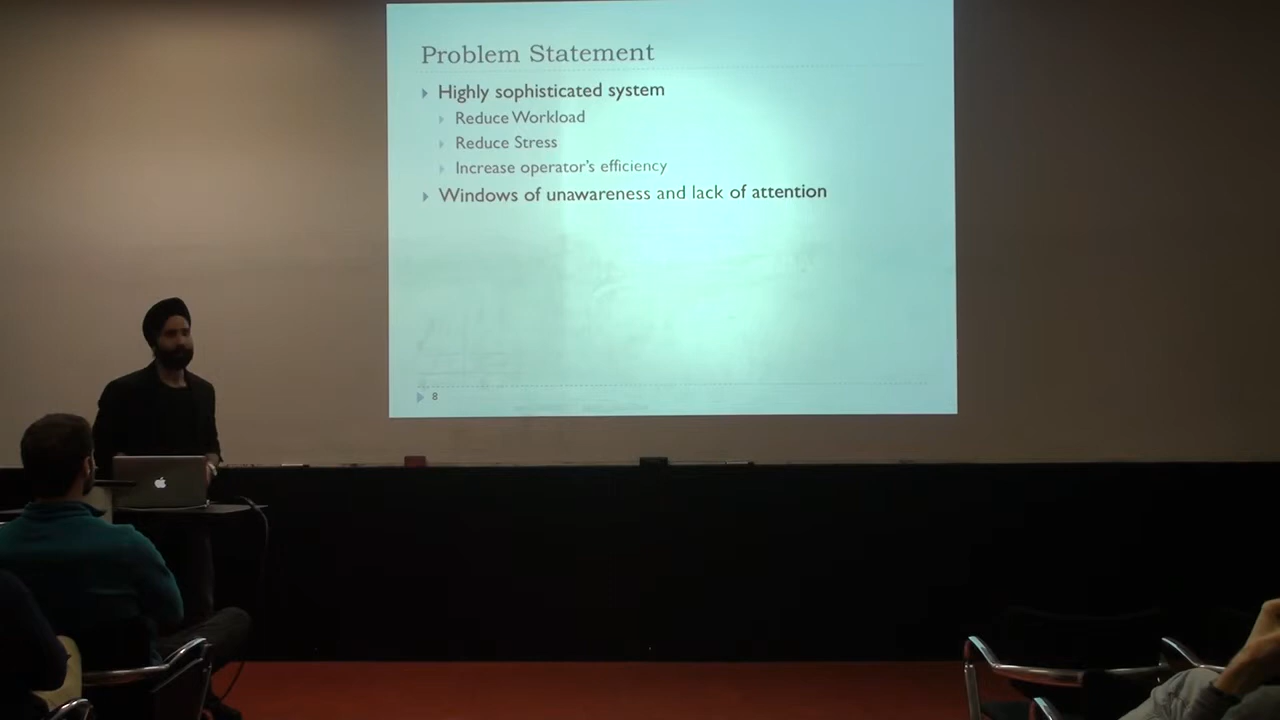 Problem Statement
Highly sophisticated system
Reduce Workload
Reduce Stress
Increase operator's efficiency
Windows of unawareness and lack of attention
8